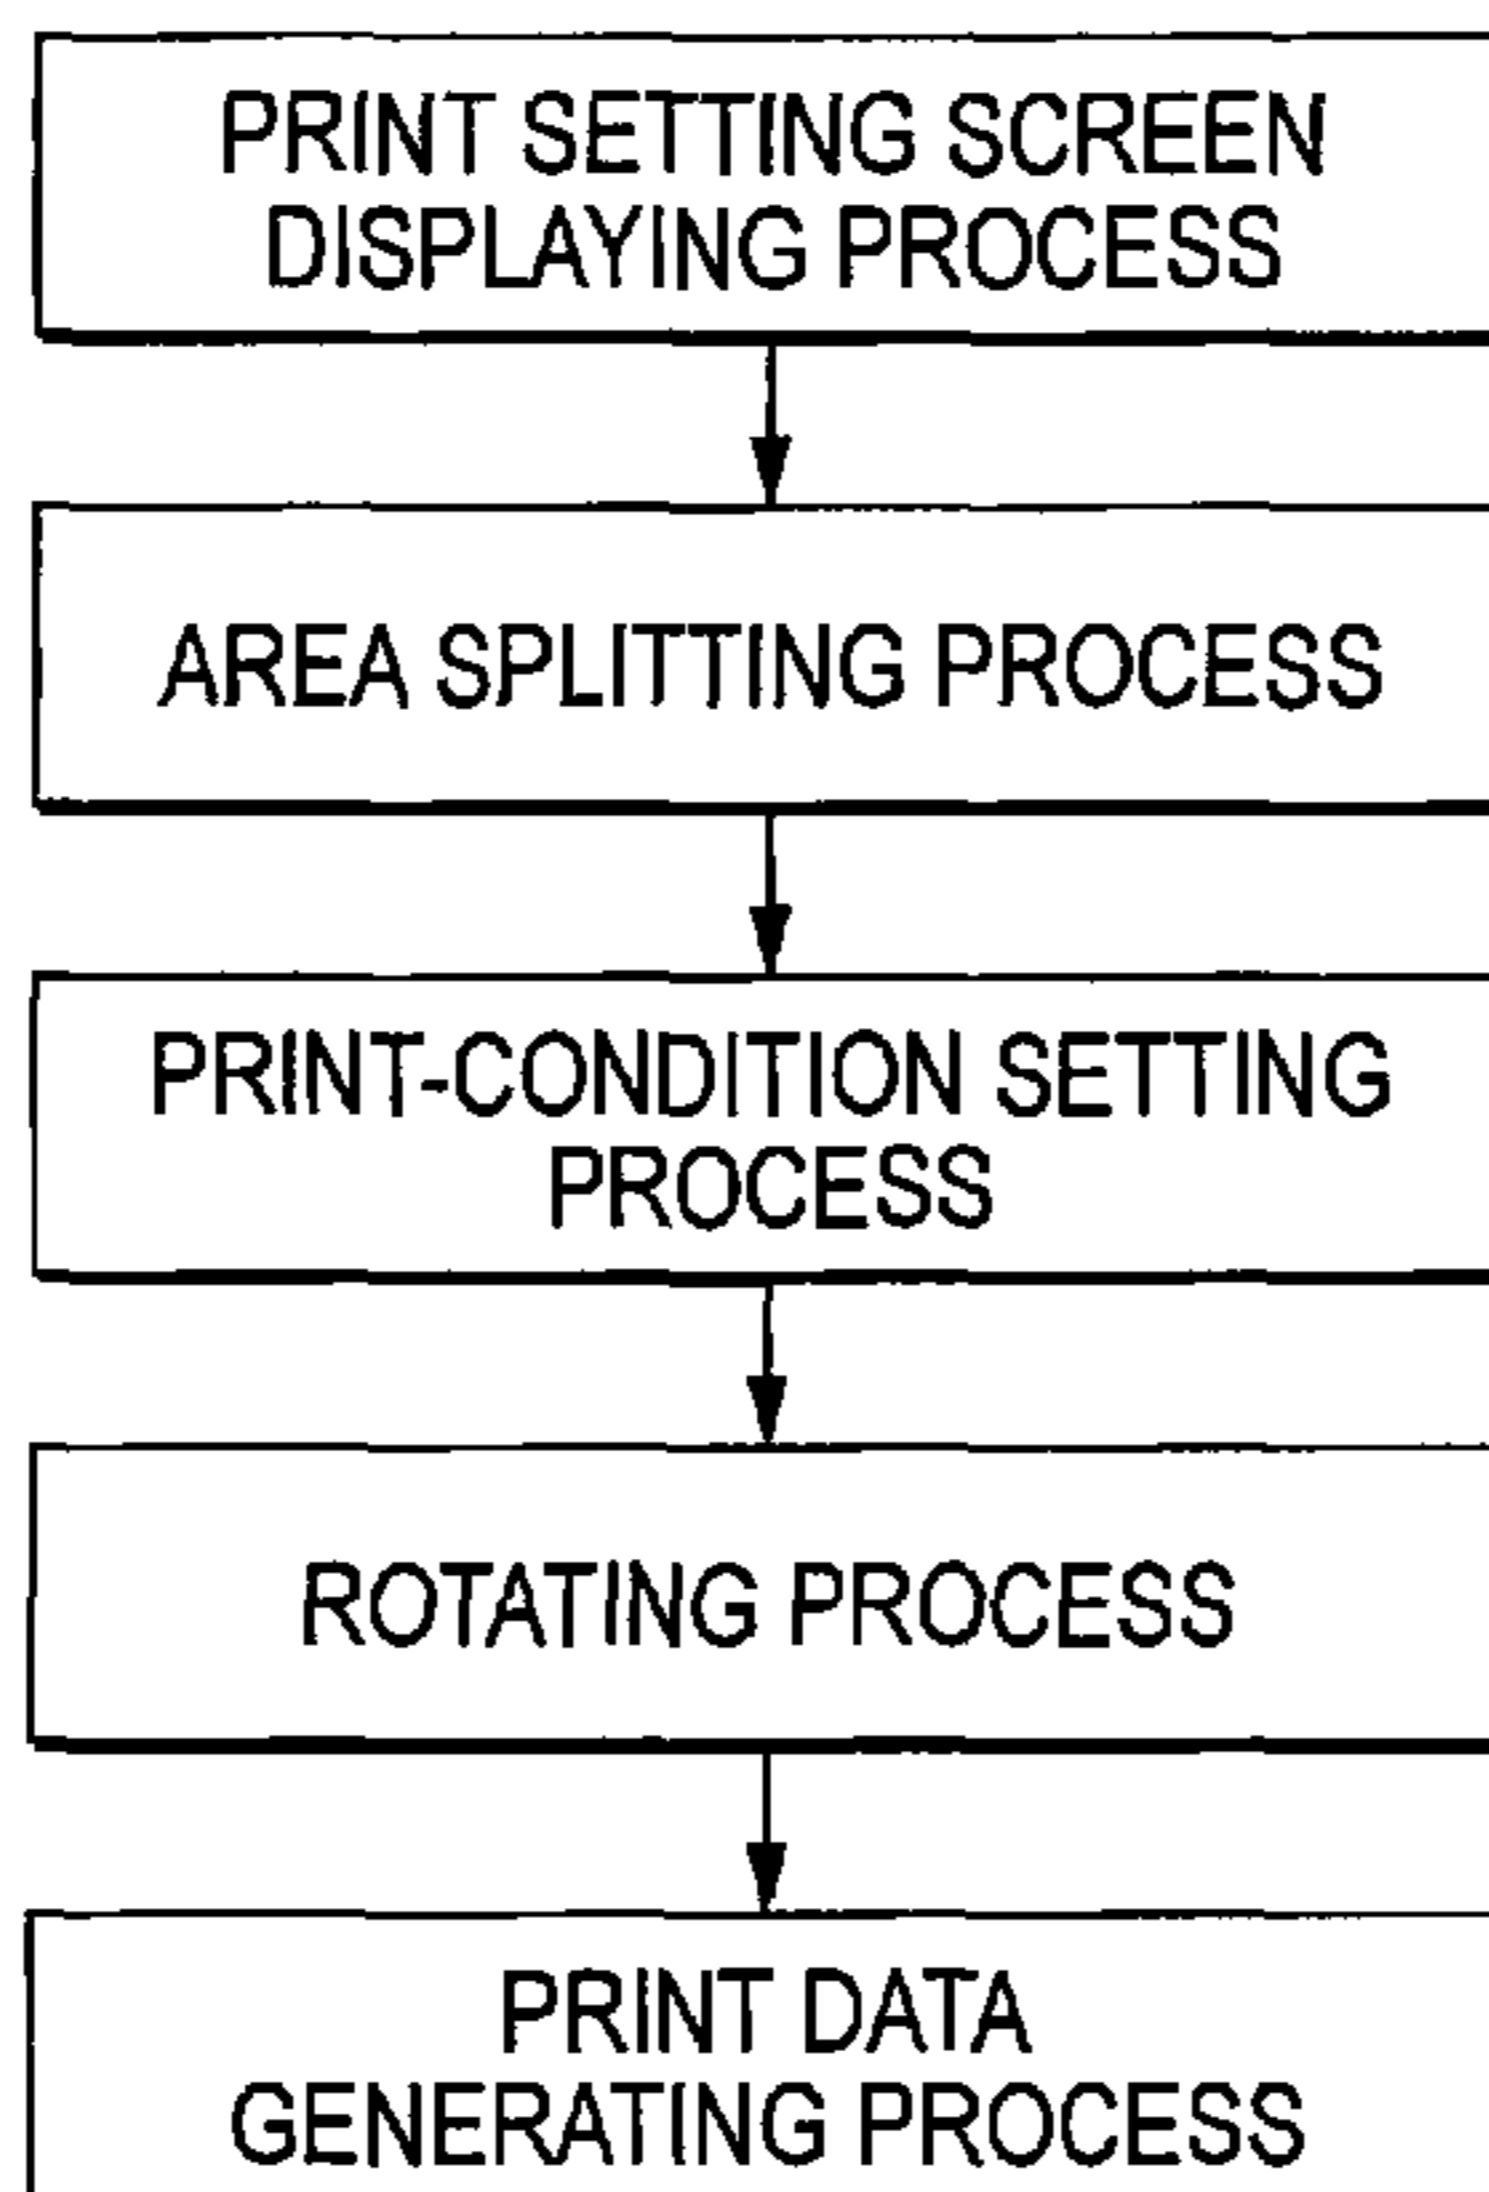 PRINT SETTING SCREEN
DISPLAYING PROCESS
AREA SPLITTING PROCESS
PRINT-CONDITION SETTING
PROCESS
ROTATING PROCESS
PRINT DATA
GENERATING PROCESS